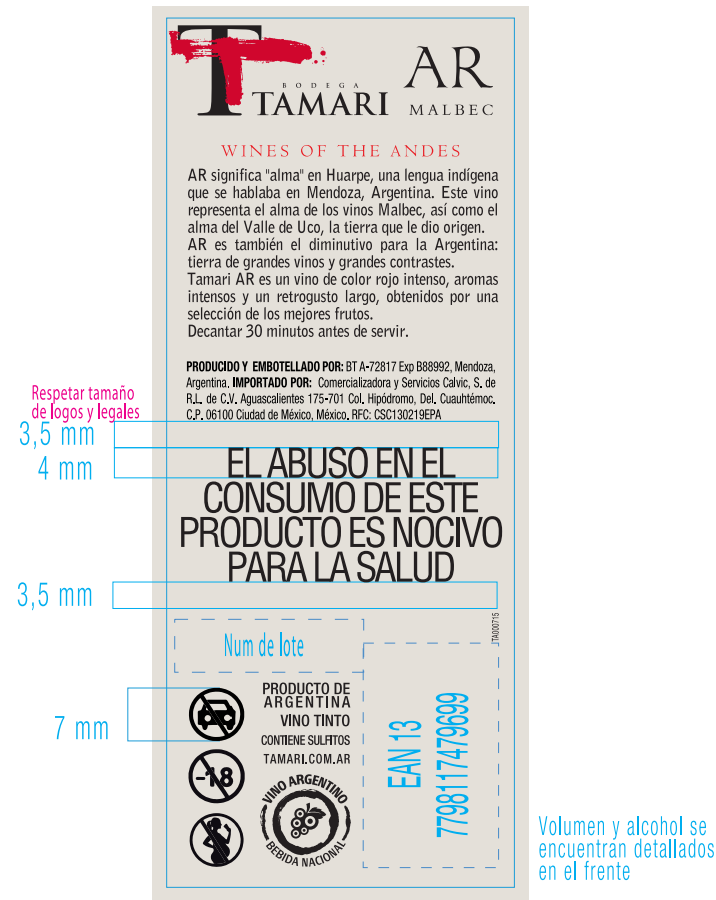 BODEGA
TAMARI
AR
MALBEC
WINES OF THE ANDES
AR significa "alma" en Huarpe, una lengua indígena
que se hablaba en Mendoza, Argentina. Este vino
representa el alma de los vinos Malbec, así como el
alma del Valle de Uco, la tierra que le dio origen.
AR es también el diminutivo para la Argentina:
tierra de grandes vinos y grandes contrastes.
Tamari AR es un vino de color rojo intenso, aromas
intensos y un retrogusto largo, obtenidos por una
selección de los mejores frutos.
Decantar 30 minutos antes de servir.
PRODUCIDO Y EMBOTELLADO POR: BT A-72817 Exp B88992, Mendoza,
Argentina. IMPORTADO POR: Comercializadora y Servicios Calvic, S. de
R.L. de C.V. Aguascalientes 175-701 Col. Hipódromo, Del. Cuauhtémoc.
C.P. 06100 Ciudad de México, México. RFC: CSC130219EPA
Respetar tamaño
de logos y legales
3,5 mm
4 mm
EL ABUSO EN EL
CONSUMO DE ESTE
PRODUCTO ES NOCIVO
PARA LA SALUD
3,5 mm
ITA000715
Num de lote
7 mm
-18
PRODUCTO DE
ARGENTINA
VINO TINTO
CONTIENE SULFITOS
TAMARI.COM.AR
VINO ARGENTINO
BEBIDA NACIONAL
EAN 13
7798117479699
Volumen y alcohol se
encuentran detallados
en el frente